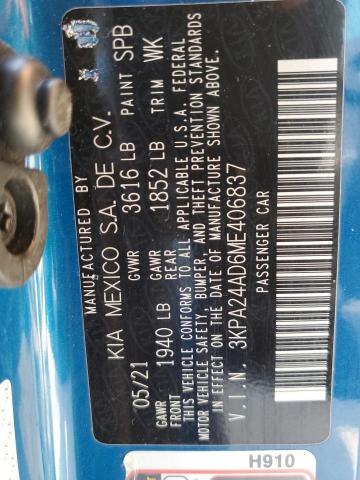 MANUFACTURED BY
KIA MEXICO S.A. DE C.V.
05/21 GVWR 3616 LB PAINT SPB
GAWR FRONT 1940 LB GAWR REAR 1852 LB TRIM WK
THIS VEHICLE CONFORMS TO ALL APPLICABLE U.S.A. FEDERAL
MOTOR VEHICLE SAFETY, BUMPER, AND THEFT PREVENTION STANDARDS
IN EFFECT ON THE DATE OF MANUFACTURE SHOWN ABOVE.
V.I.N. 3KPA24AD6ME406837
PASSENGER CAR
H910